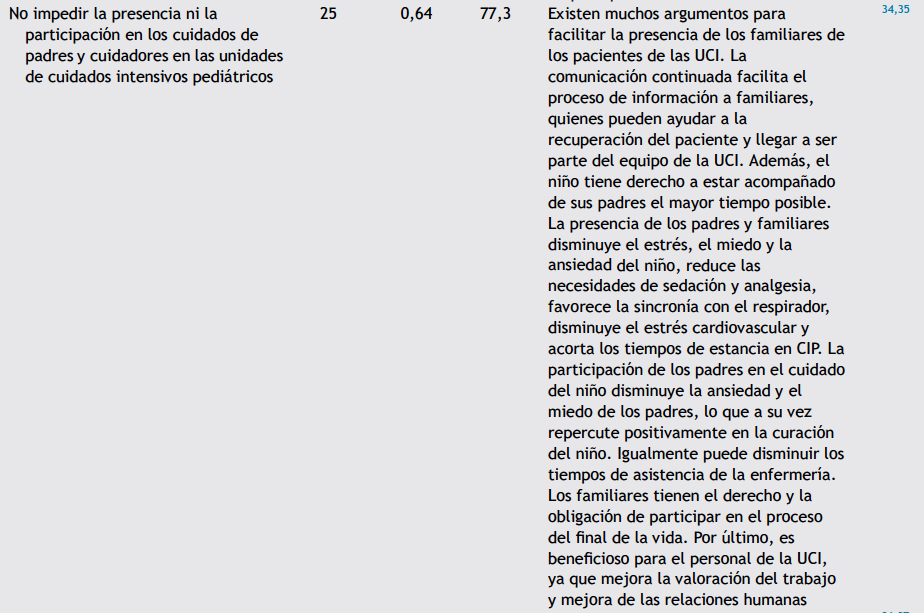 No impedir la presencia ni la
participación en los cuidados de
padres y cuidadores en las unidades
de cuidados intensivos pediátricos
25
0,64
77,3
Existen muchos argumentos para
facilitar la presencia de los familiares de
los pacientes de las UCI. La
comunicación continuada facilita el
proceso de información a familiares,
quienes pueden ayudar a la
recuperación del paciente y llegar a ser
parte del equipo de la UCI. Además, el
niño tiene derecho a estar acompañado
de sus padres el mayor tiempo posible.
La presencia de los padres y familiares
disminuye el estrés, el miedo y la
ansiedad del niño, reduce las
necesidades de sedación y analgesia,
favorece la sincronía con el respirador,
disminuye el estrés cardiovascular y
acorta los tiempos de estancia en CIP. La
participación de los padres en el cuidado
del niño disminuye la ansiedad y el
miedo de los padres, lo que a su vez
repercute positivamente en la curación
del niño. Igualmente puede disminuir los
tiempos de asistencia de la enfermería.
Los familiares tienen el derecho y la
obligación de participar en el proceso
del final de la vida. Por último, es
beneficioso para el personal de la UCI,
ya que mejora la valoración del trabajo
y mejora de las relaciones humanas
34,35